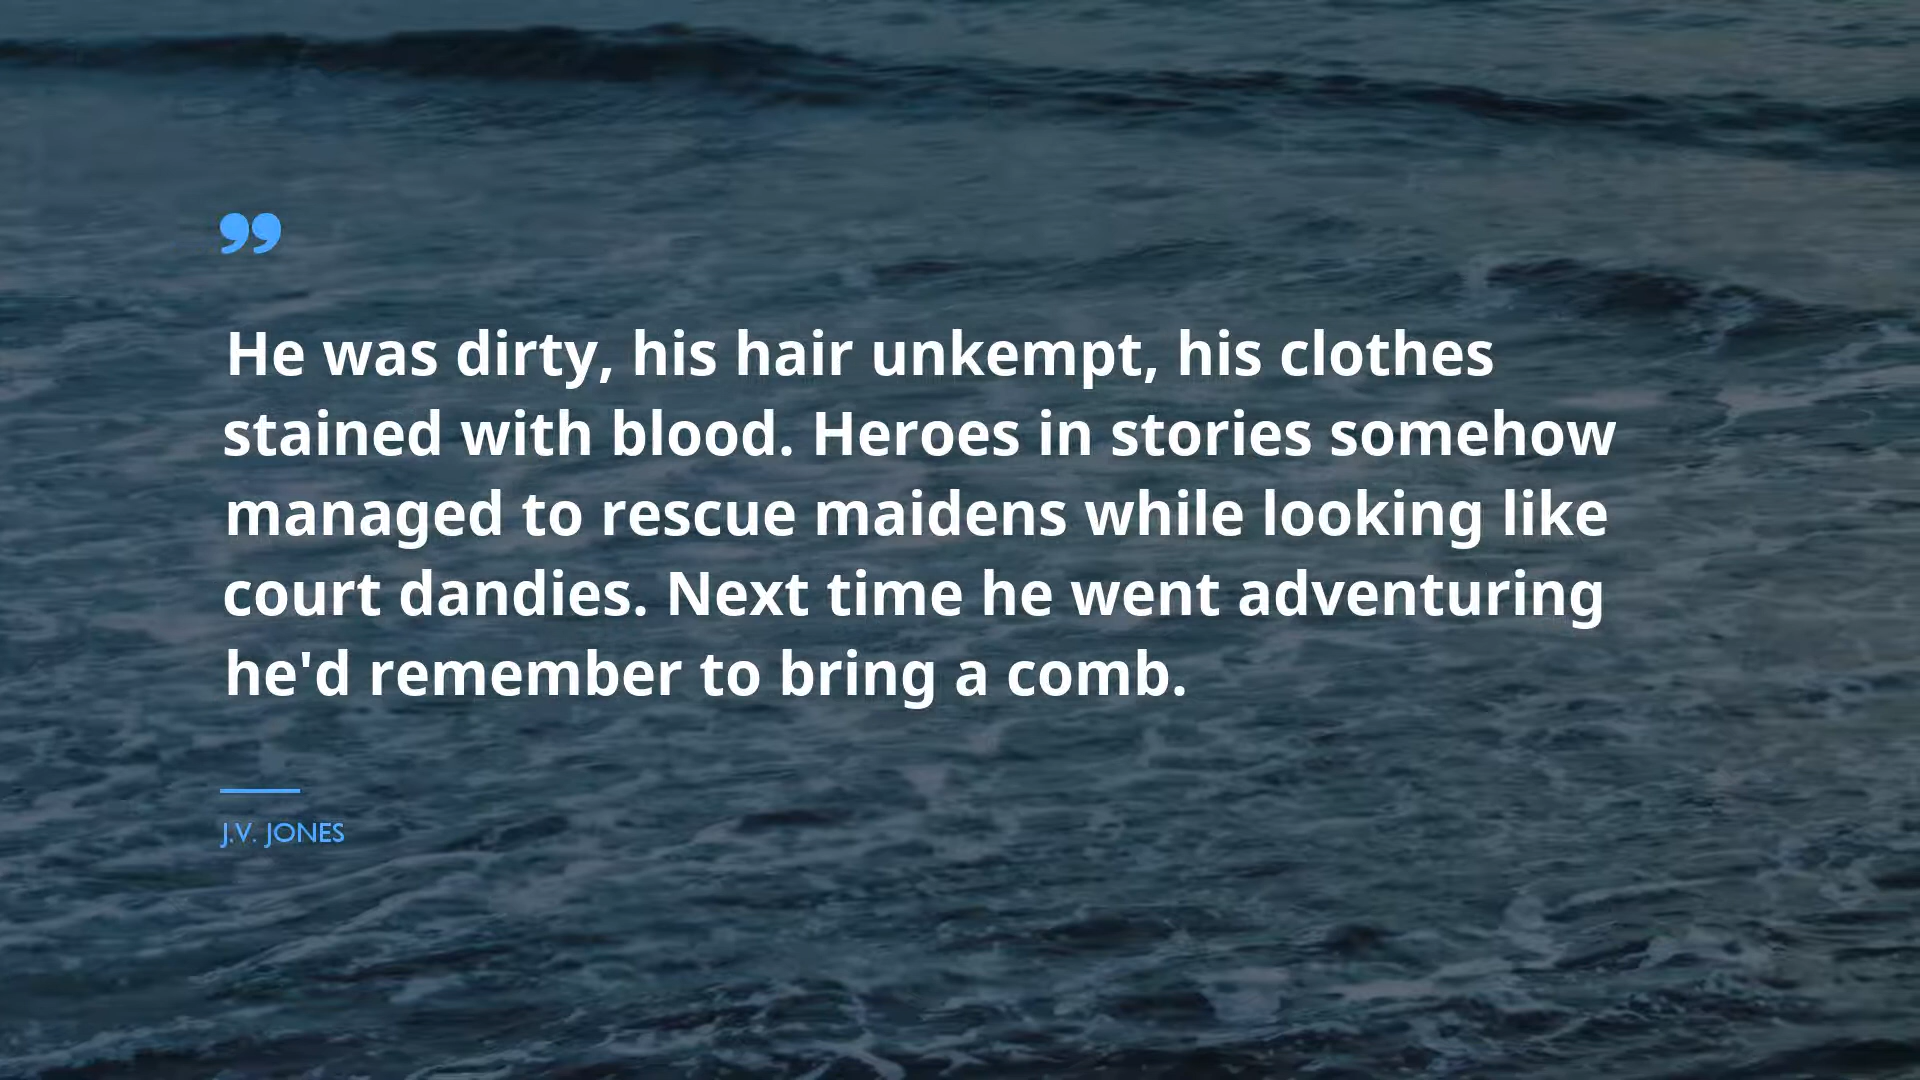 ”
He was dirty, his hair unkempt, his clothes
stained with blood. Heroes in stories somehow
managed to rescue maidens while looking like
court dandies. Next time he went adventuring
he'd remember to bring a comb.
J.V. JONES